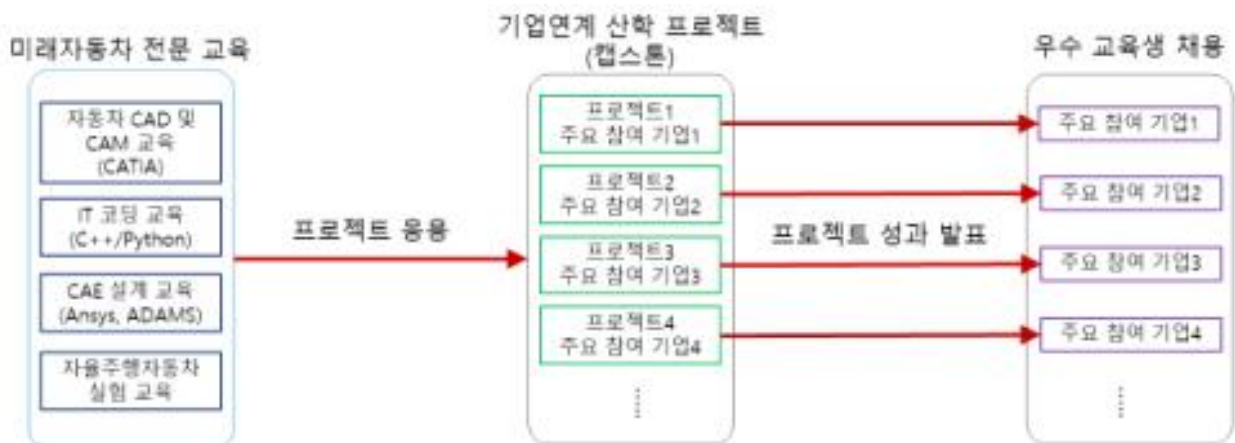 미래자동차 전문 교육
자동차 CAD 및
CAM 교육
(CATIA)
IT 코딩 교육
(C++/Python)
CAE 설계 교육
(Ansys, ADAMS)
자율주행자동차
실험 교육
프로젝트 응용
기업연계 산학 프로젝트
(캡스톤)
프로젝트1
주요 참여 기업1
프로젝트2
주요 참여 기업2
프로젝트3
주요 참여 기업3
프로젝트4
주요 참여 기업4
프로젝트 성과 발표
우수 교육생 채용
주요 참여 기업1
주요 참여 기업2
주요 참여 기업3
주요 참여 기업4